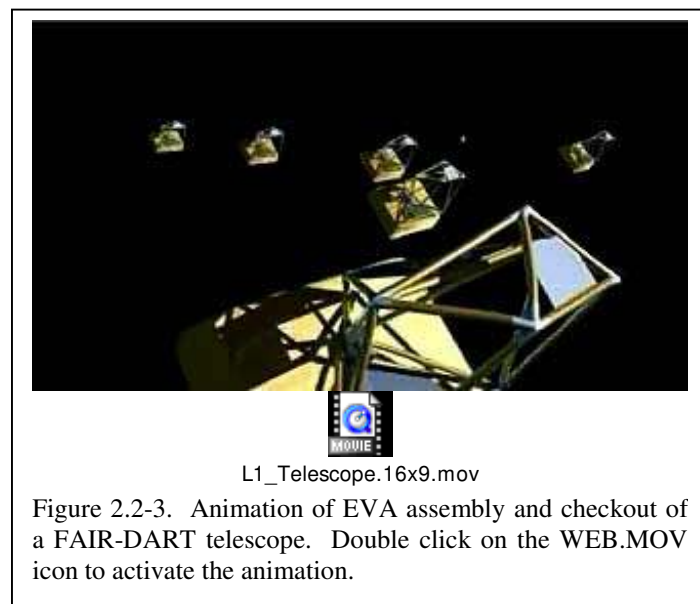 MOVIE
L1_Telescope.16x9.mov
Figure 2.2-3. Animation of EVA assembly and checkout of
a FAIR-DART telescope. Double click on the WEB.MOV
icon to activate the animation.